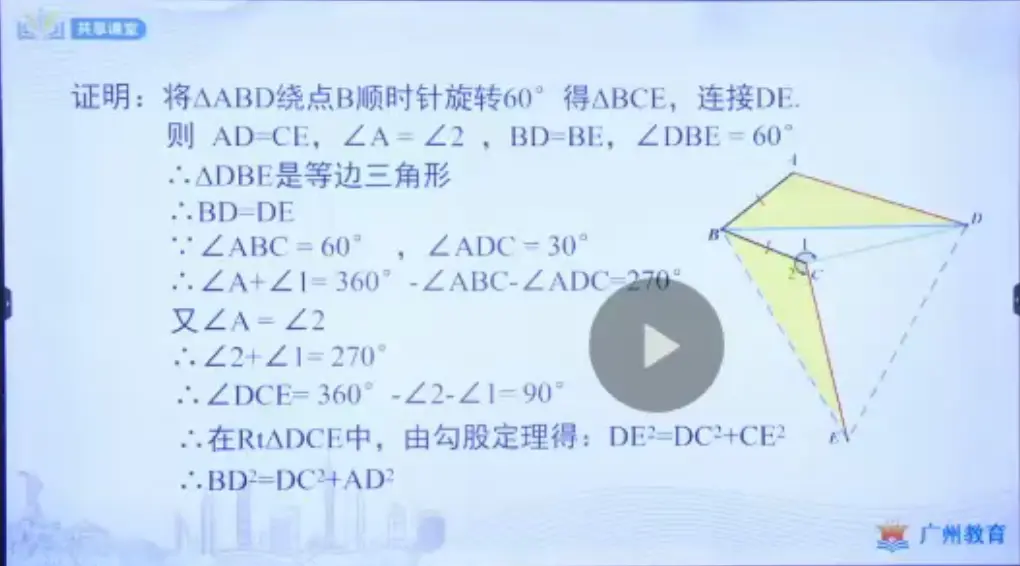 共享课堂
证明：将ΔABD绕点B顺时针旋转60° 得ΔBCE，连接DE.
则 AD=CE，∠A = ∠2 ，BD=BE，∠DBE = 60°
∴ΔDBE是等边三角形
∴BD=DE
∵ ∠ABC = 60° ，∠ADC = 30°
∴∠A+∠1= 360° -∠ABC-∠ADC=270°
又∠A = ∠2
∴∠2+∠1= 270°
∴∠DCE= 360° -∠2-∠1= 90°
∴在RtΔDCE中，由勾股定理得：DE²=DC²+CE²
∴BD²=DC²+AD²
A
B
D
1
2
C
E
广州教育